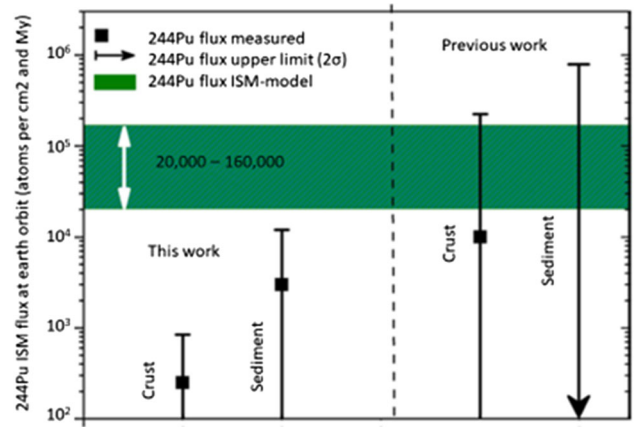 244Pu ISM flux at earth orbit (atoms per cm2 and My)
10⁶
10⁵
10⁴
10³
10²
244Pu flux measured
244Pu flux upper limit (2σ)
244Pu flux ISM-model
Previous work
20,000 – 160,000
This work
Crust
Sediment
Crust
Sediment